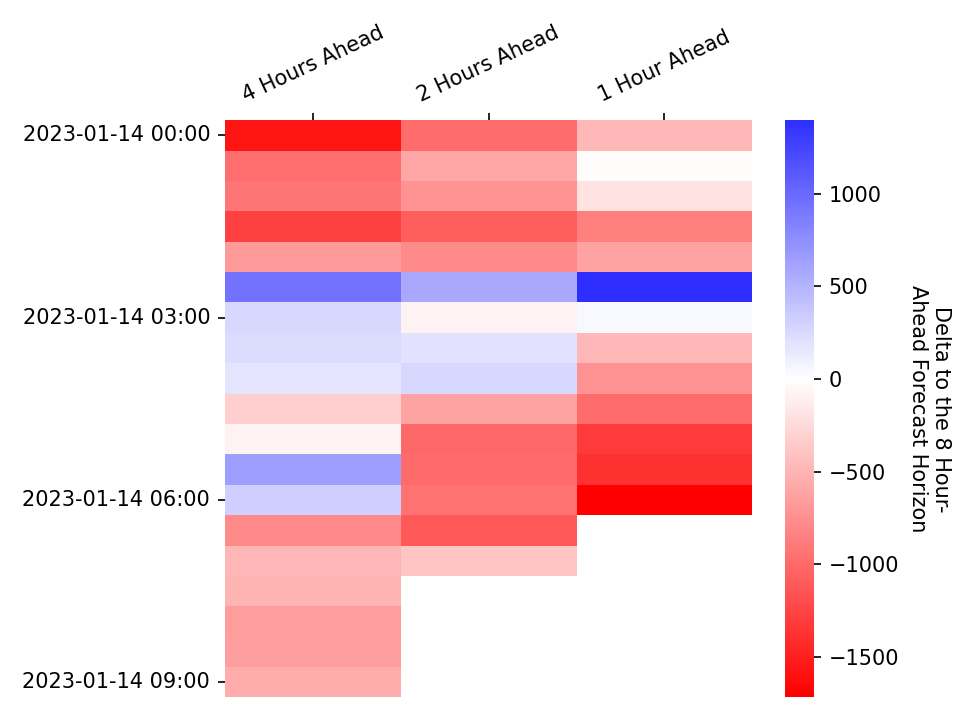 4 Hours Ahead
2 Hours Ahead
1 Hour Ahead
2023-01-14 00:00
2023-01-14 03:00
2023-01-14 06:00
2023-01-14 09:00
1000
500
0
−500
−1000
−1500
Delta to the 8 Hour-
Ahead Forecast Horizon